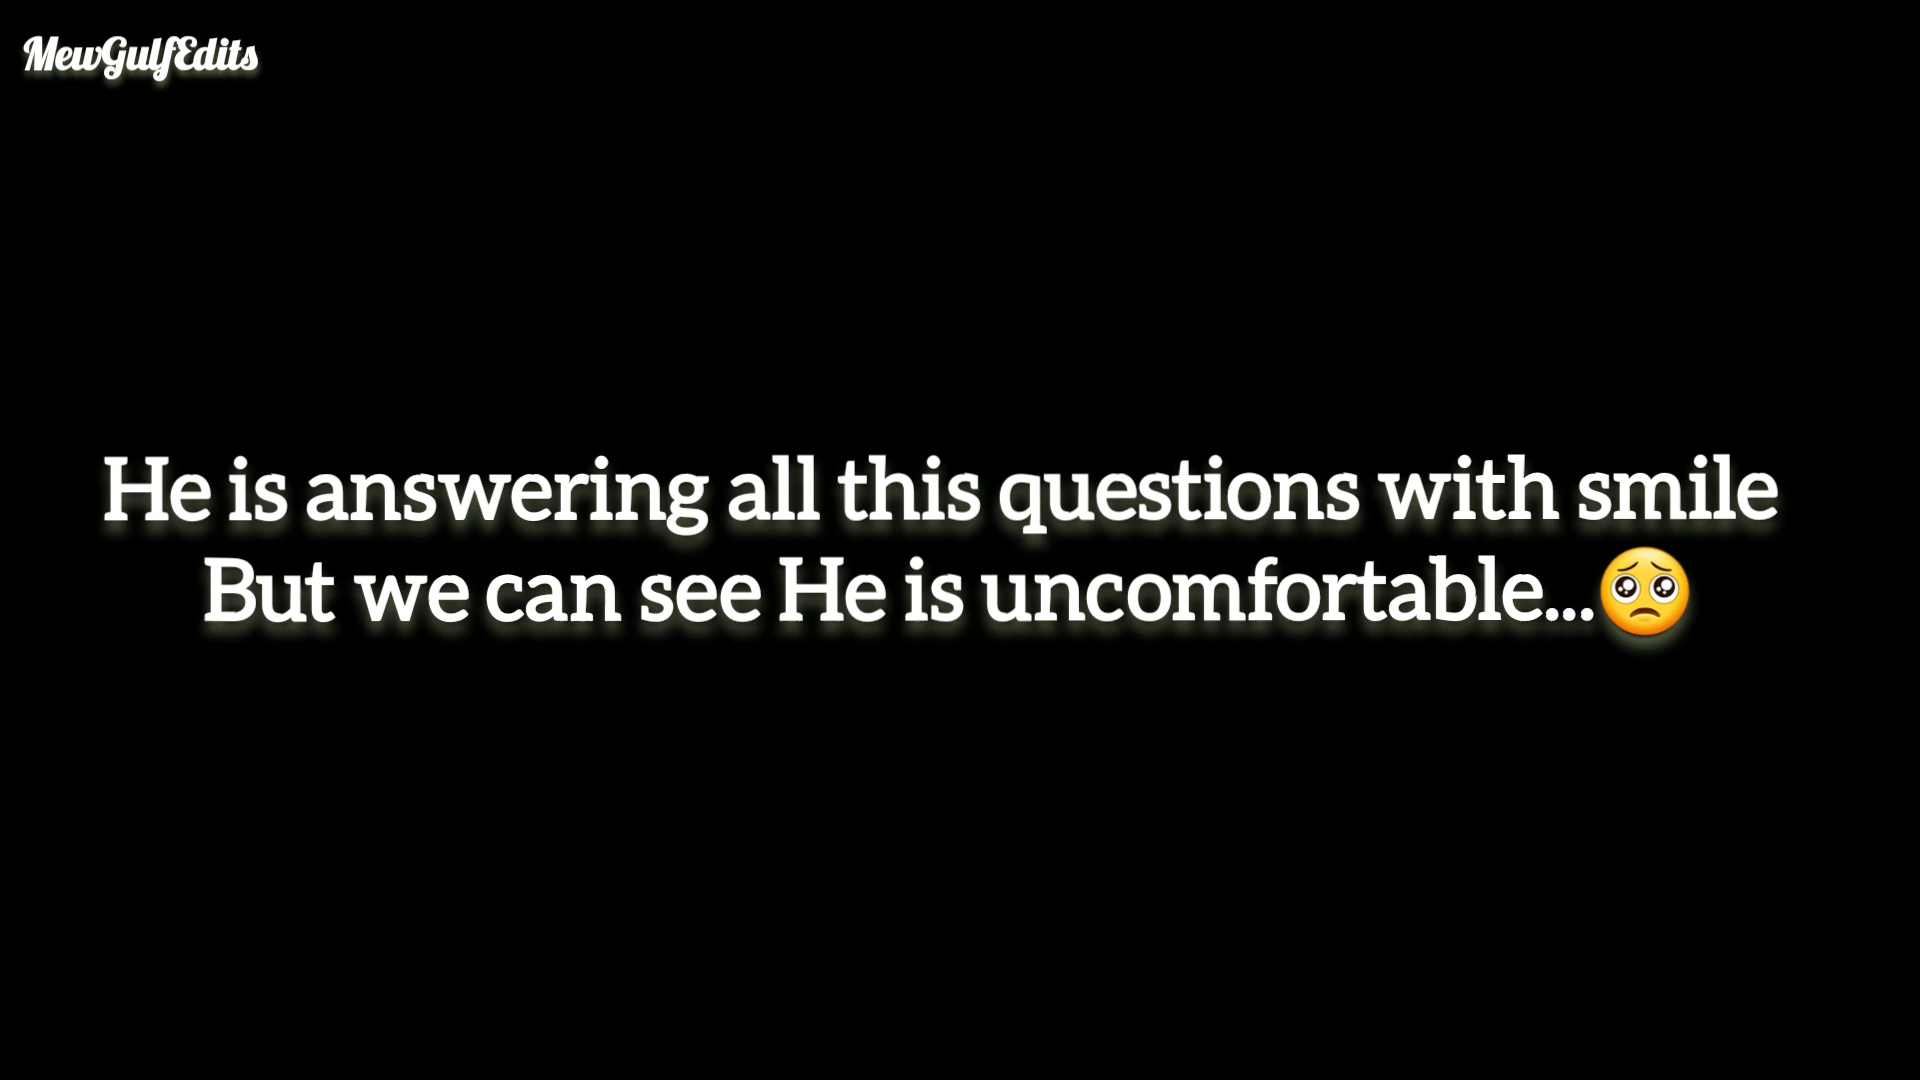 MewGulfEdits
He is answering all this questions with smile
But we can see He is uncomfortable...🥺